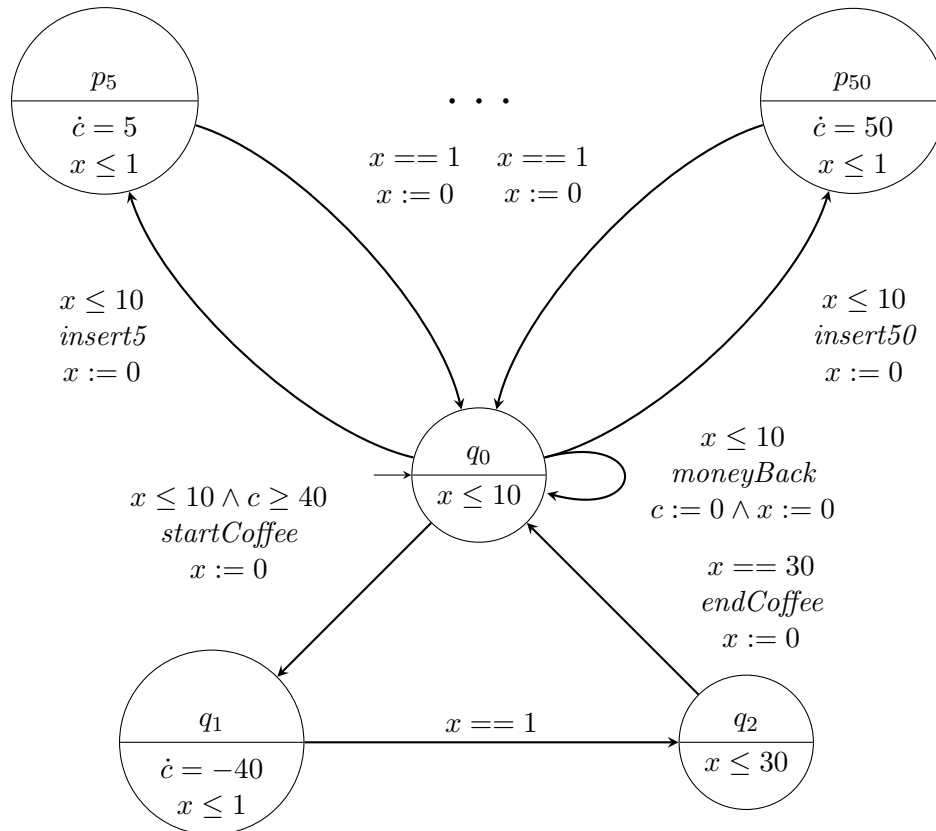 p₅
ċ = 5
x ≤ 1
· · ·
p₅₀
ċ = 50
x ≤ 1
x == 1
x := 0
x == 1
x := 0
x ≤ 10
insert5
x := 0
x ≤ 10
insert50
x := 0
q₀
x ≤ 10
x ≤ 10
moneyBack
c := 0 ∧ x := 0
x ≤ 10 ∧ c ≥ 40
startCoffee
x := 0
x == 30
endCoffee
x := 0
q₁
ċ = −40
x ≤ 1
x == 1
q₂
x ≤ 30